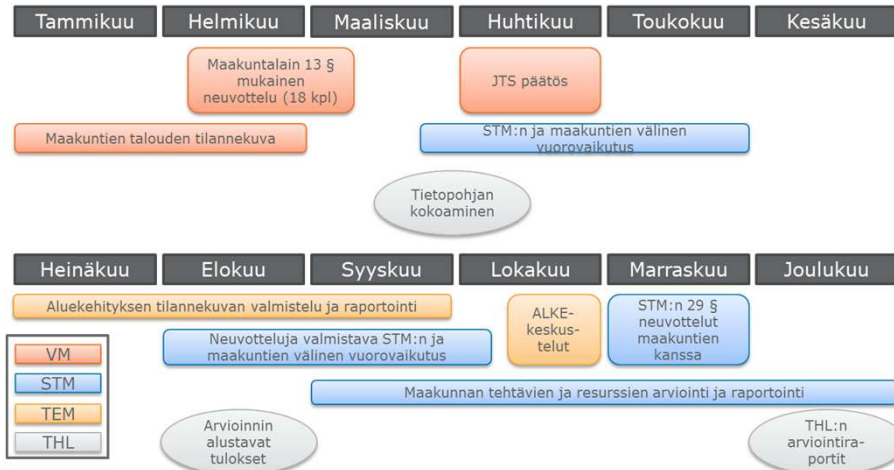 Tammikuu
Helmikuu
Maaliskuu
Huhtikuu
Toukokuu
Kesäkuu
Maakuntalain 13 §
mukainen
neuvottelu (18 kpl)
JTS päätös
Maakuntien talouden tilannekuva
STM:n ja maakuntien välinen
vuorovaikutus
Tietopohjan
kokoaminen
Heinäkuu
Elokuu
Syyskuu
Lokakuu
Marraskuu
Joulukuu
Aluekehityksen tilannekuvan valmistelu ja raportointi
ALKE-
keskus-
telut
STM:n 29 §
neuvottelut
maakuntien
kanssa
Neuvotteluja valmistava STM:n ja
maakuntien välinen vuorovaikutus
Maakunnan tehtävien ja resurssien arviointi ja raportointi
VM
STM
TEM
THL
Arvioinnin
alustavat
tulokset
THL:n
arviointira-
portit